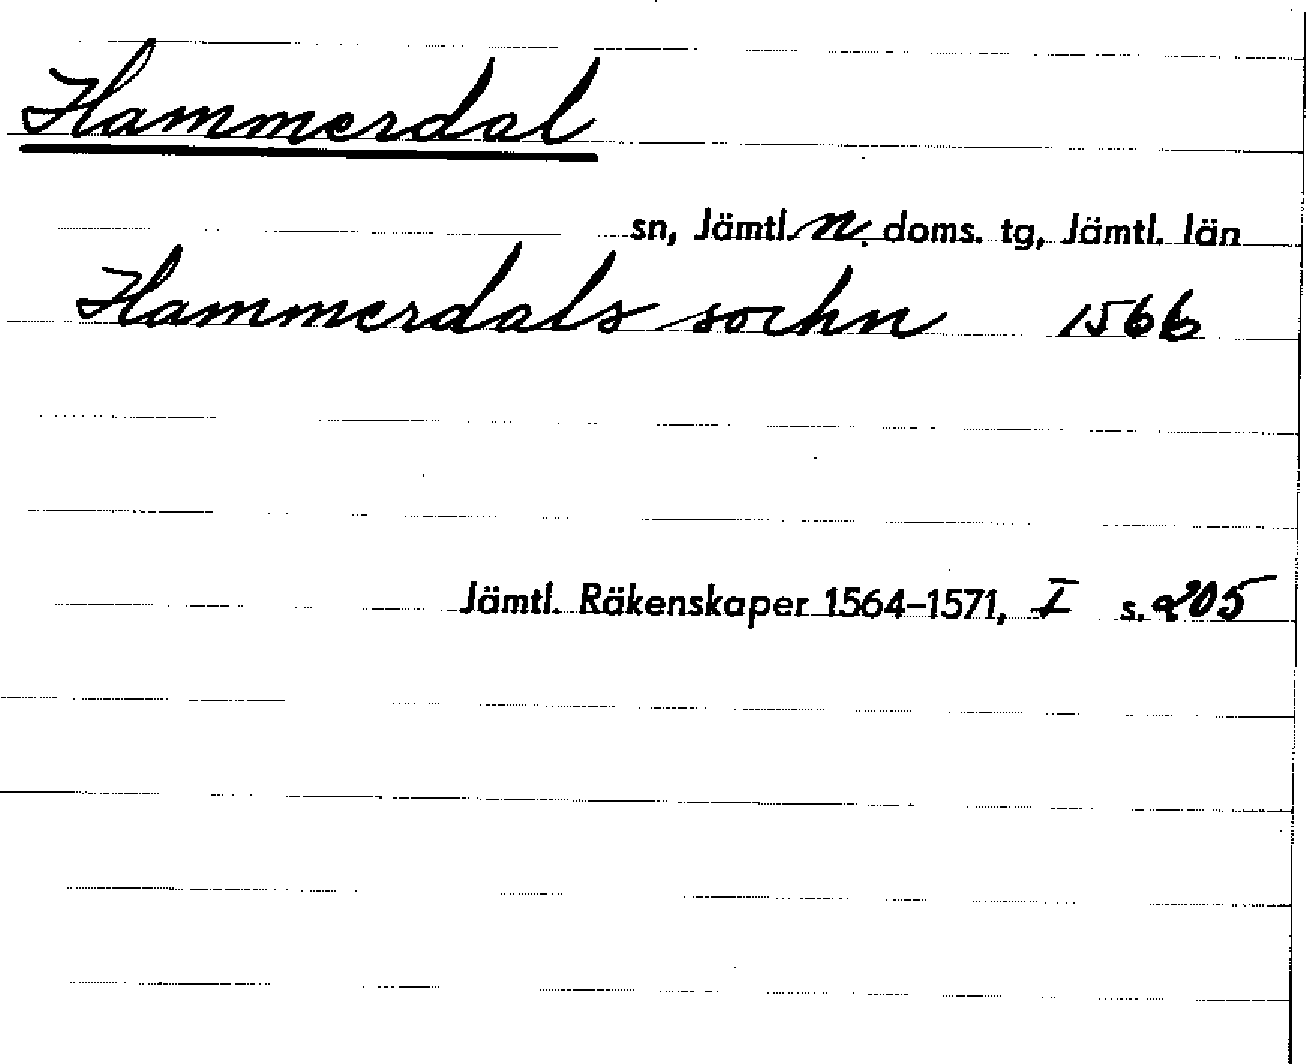 Hammerdal
sn, Jämtl. n. doms. tg, Jämtl. län
Hammerdals sochn 1566
Jämtl. Räkenskaper 1564–1571, I s. 205